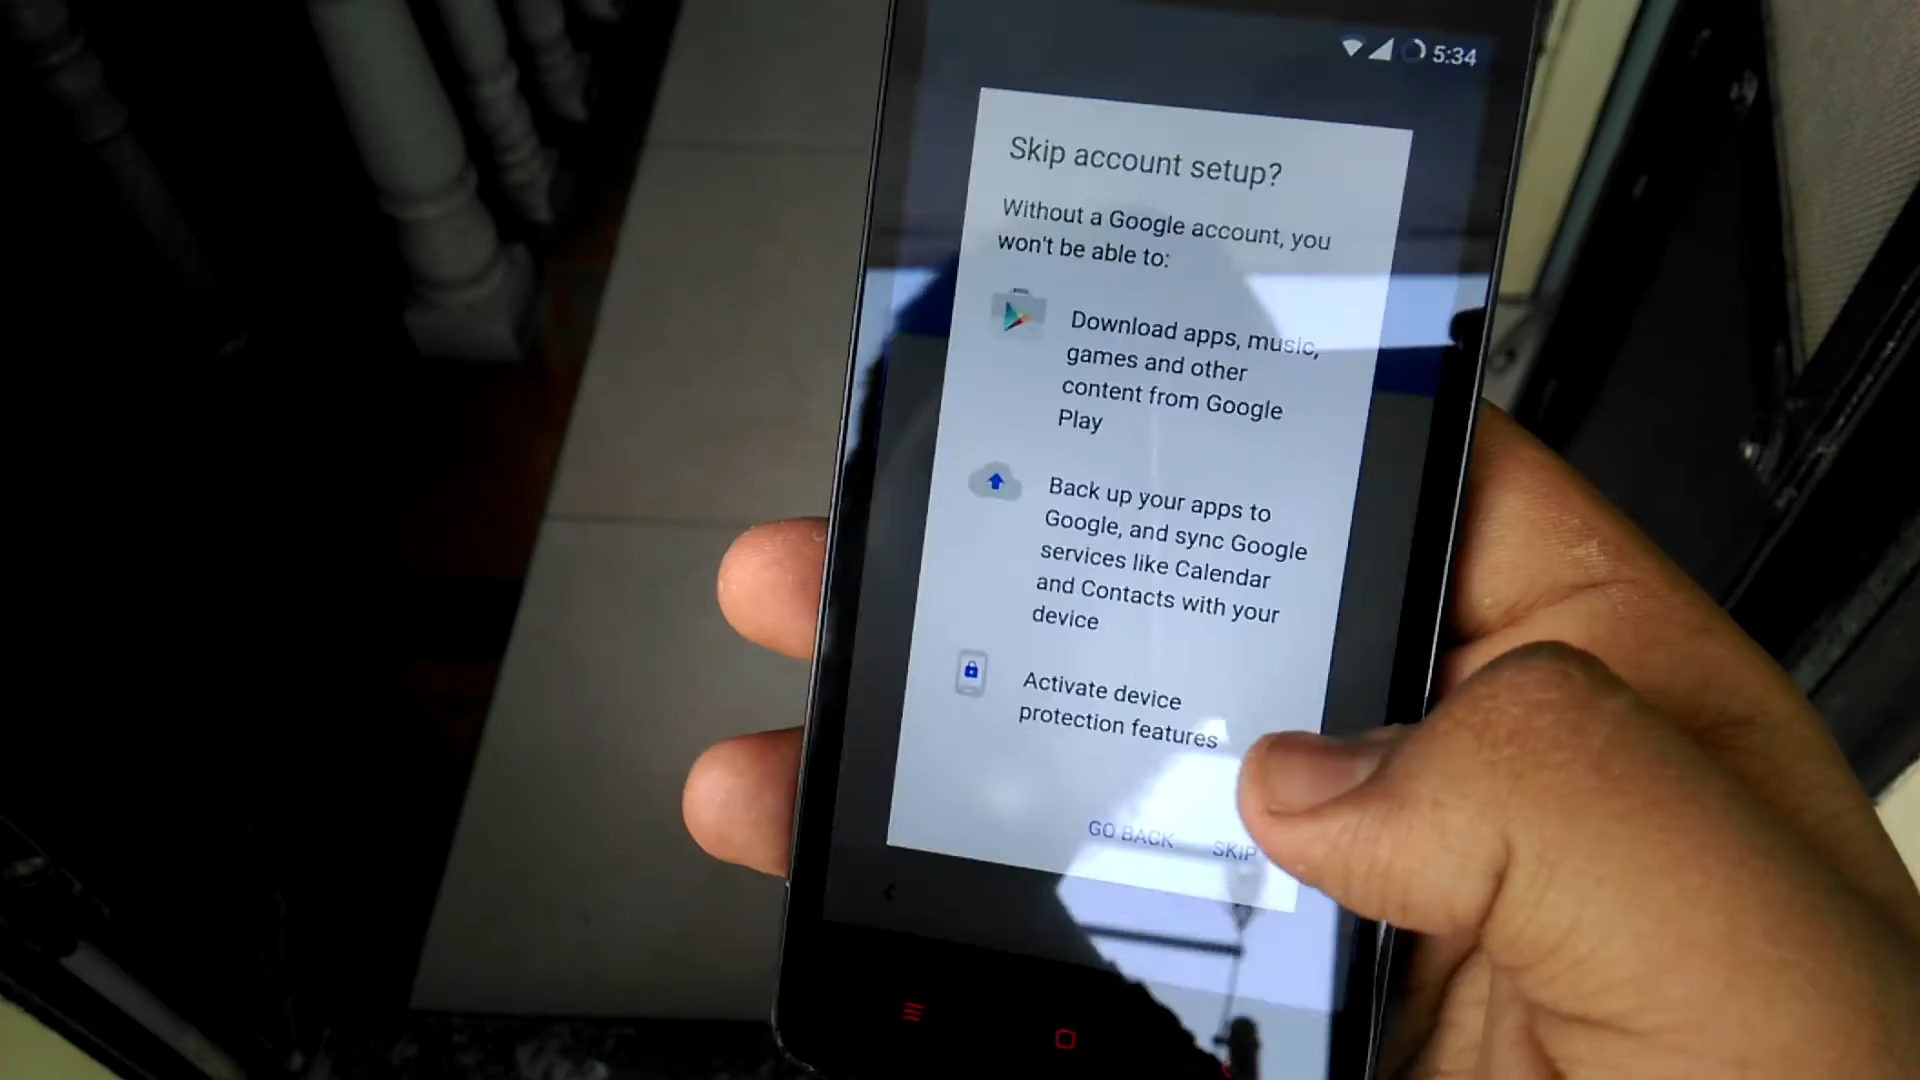 5:34
Skip account setup?
Without a Google account, you
won't be able to:
Download apps, music,
games and other
content from Google
Play
Back up your apps to
Google, and sync Google
services like Calendar
and Contacts with your
device
Activate device
protection features
GO BACK SKIP